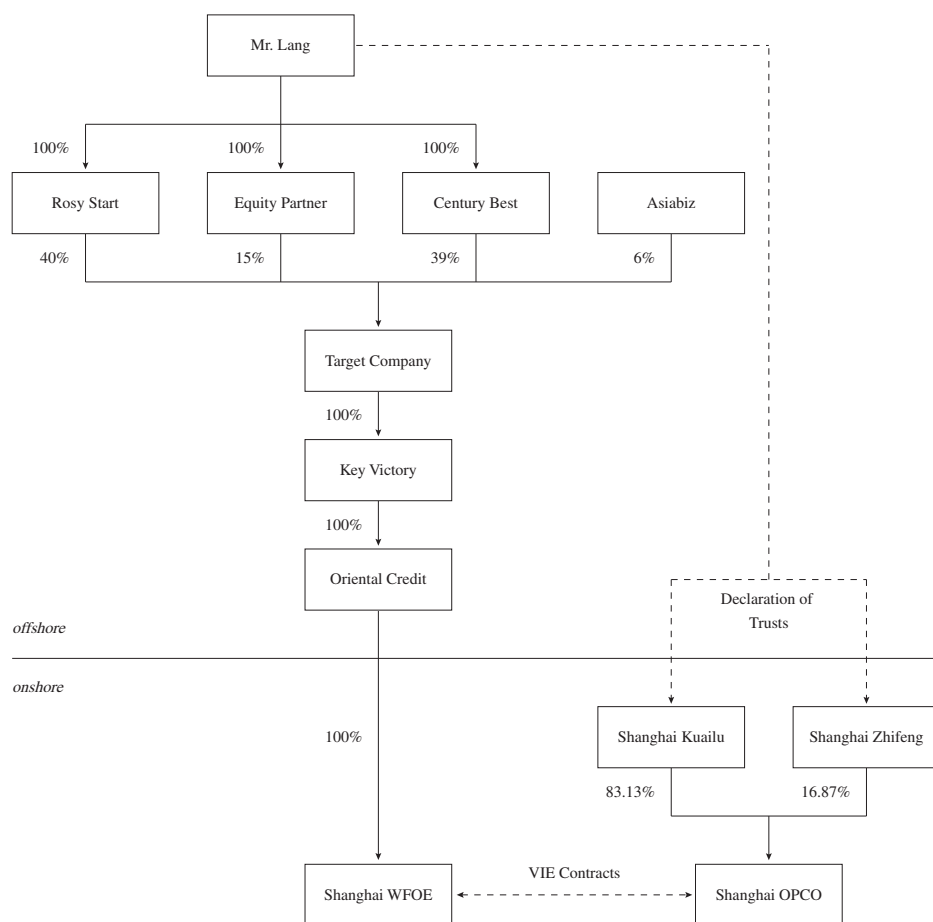 Mr. Lang
100%
100%
100%
Rosy Start
Equity Partner
Century Best
Asiabiz
40%
15%
39%
6%
Target Company
100%
Key Victory
100%
Oriental Credit
Declaration of
Trusts
offshore
onshore
100%
Shanghai Kuailu
Shanghai Zhifeng
83.13%
16.87%
VIE Contracts
Shanghai WFOE
Shanghai OPCO